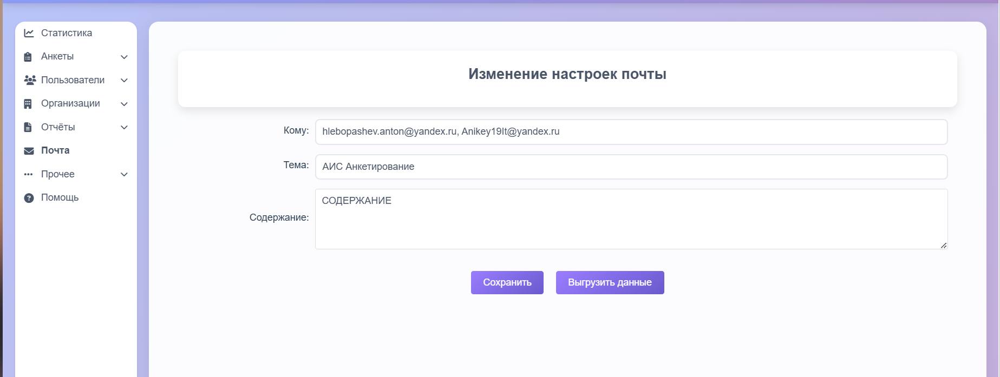 Статистика
Анкеты
Пользователи
Организации
Отчёты
Почта
Прочее
Помощь
Изменение настроек почты
Кому: hlebopashev.anton@yandex.ru, Anikey19It@yandex.ru
Тема: АИС Анкетирование
Содержание: СОДЕРЖАНИЕ
Сохранить Выгрузить данные